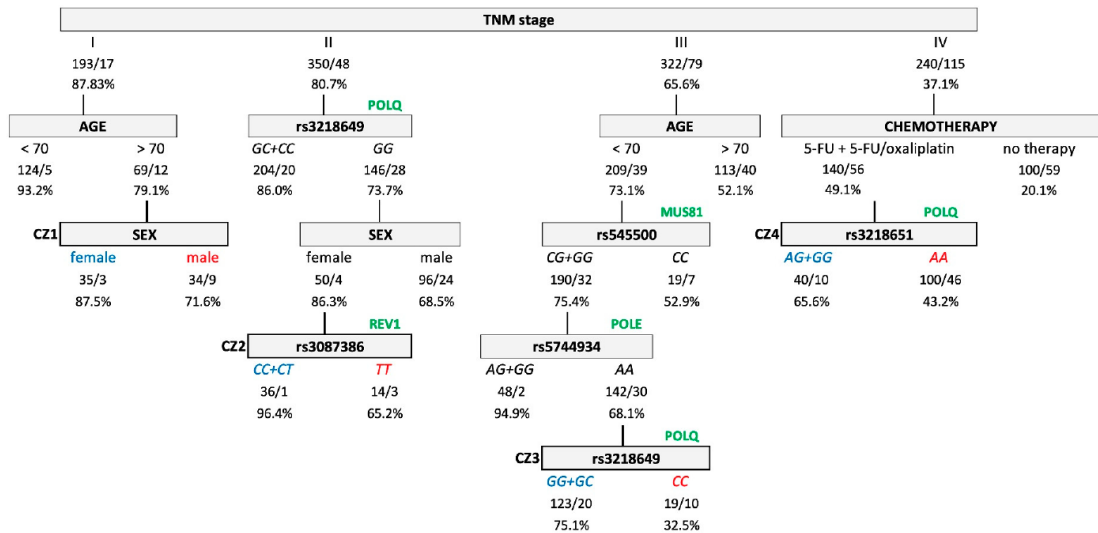 TNM stage
I II III IV
193/17 350/48 322/79 240/115
87.83% 80.7% 65.6% 37.1%
POLQ
AGE rs3218649 AGE CHEMOTHERAPY
< 70 > 70 GC+CC GG < 70 > 70 5-FU + 5-FU/oxaliplatin no therapy
124/5 69/12 204/20 146/28 209/39 113/40 140/56 100/59
93.2% 79.1% 86.0% 73.7% 73.1% 52.1% 49.1% 20.1%
MUS81 POLQ
CZ1 SEX SEX rs545500 CZ4 rs3218651
female male female male CG+GG CC AG+GG AA
35/3 34/9 50/4 96/24 190/32 19/7 40/10 100/46
87.5% 71.6% 86.3% 68.5% 75.4% 52.9% 65.6% 43.2%
REV1 POLE
CZ2 rs3087386 rs5744934
CC+CT TT AG+GG AA
36/1 14/3 48/2 142/30
96.4% 65.2% 94.9% 68.1%
POLQ
CZ3 rs3218649
GG+GC CC
123/20 19/10
75.1% 32.5%